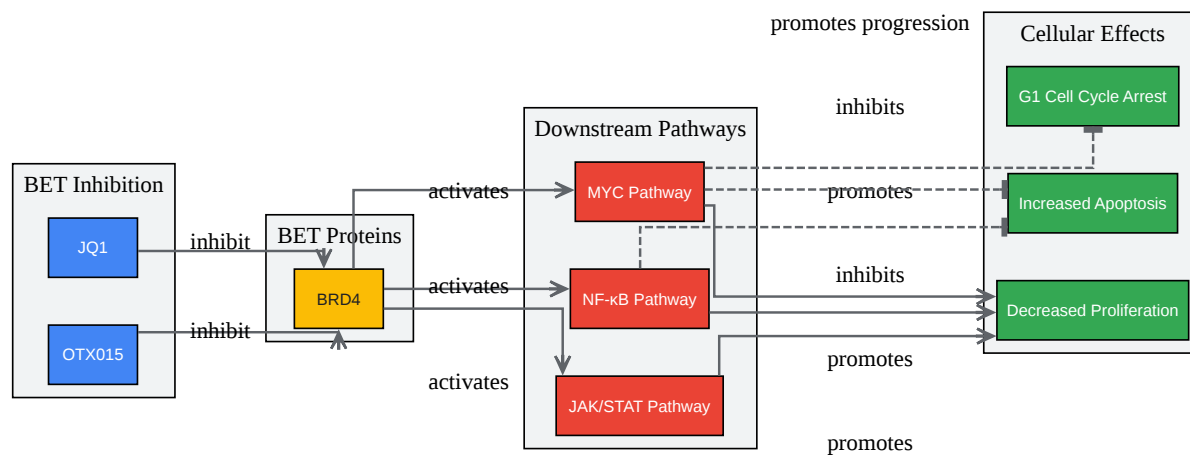 BET Inhibition
JQ1
OTX015
inhibit
inhibit
BET Proteins
BRD4
activates
activates
activates
Downstream Pathways
MYC Pathway
NF-κB Pathway
JAK/STAT Pathway
promotes progression
inhibits
promotes
inhibits
promotes
promotes
Cellular Effects
G1 Cell Cycle Arrest
Increased Apoptosis
Decreased Proliferation